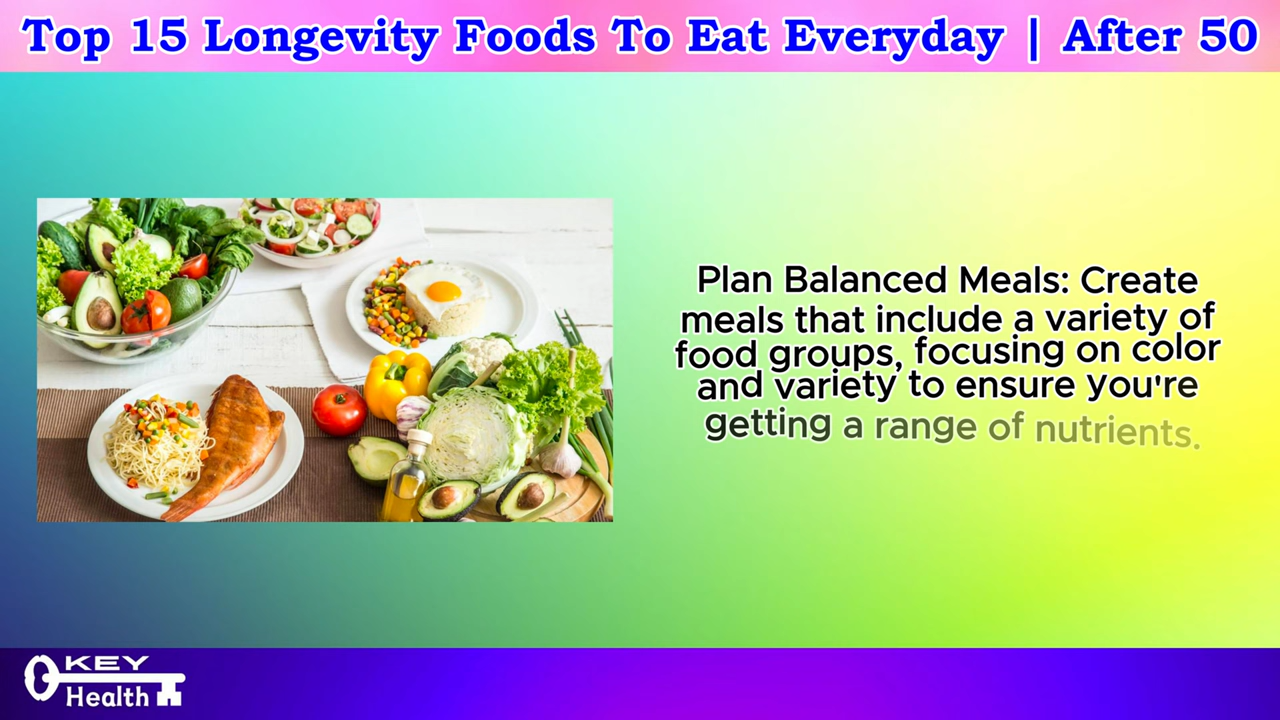 Top 15 Longevity Foods To Eat Everyday | After 50
Plan Balanced Meals: Create
meals that include a variety of
food groups, focusing on color
and variety to ensure you're
getting a range of nutrients.
KEY
Health